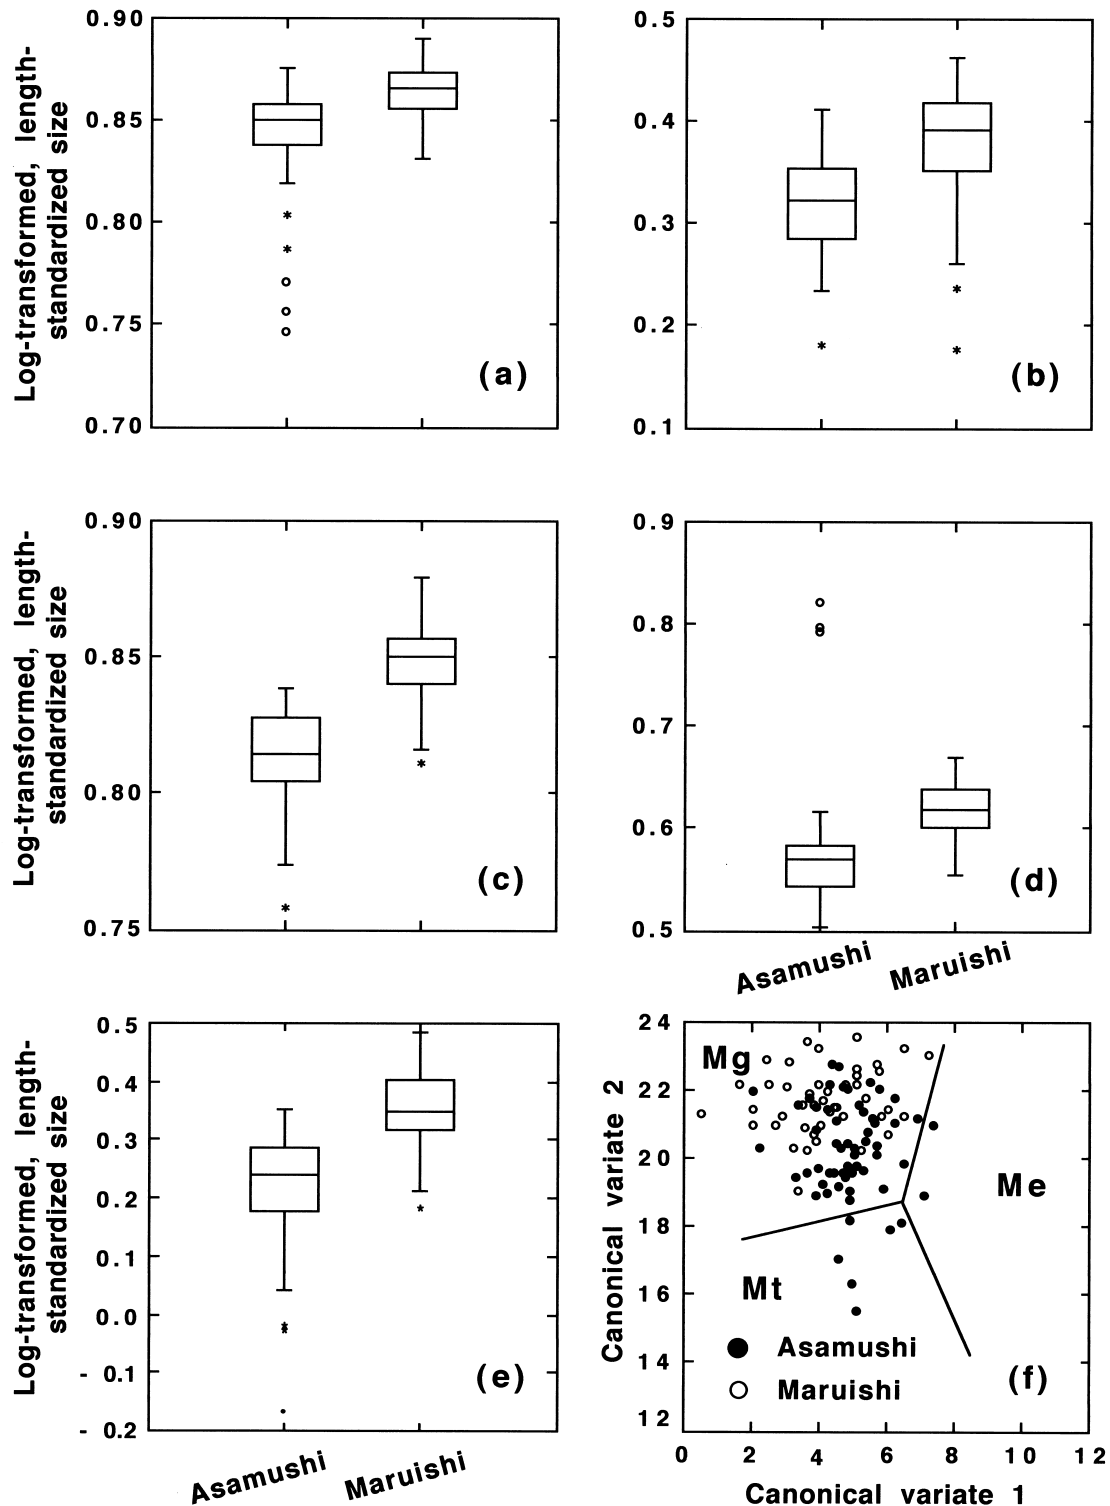 Log-transformed, length-
standardized size
0.90
0.85
0.80
0.75
0.70
(a)
0.5
0.4
0.3
0.2
0.1
(b)
Log-transformed, length-
standardized size
0.90
0.85
0.80
0.75
(c)
0.9
0.8
0.7
0.6
0.5
(d)
Asamushi
Maruishi
Log-transformed, length-
standardized size
0.5
0.4
0.3
0.2
0.1
0.0
- 0.1
- 0.2
(e)
Asamushi
Maruishi
Canonical variate 2
24
22
20
18
16
14
12
Mg
Me
Mt
Asamushi
Maruishi
(f)
0 2 4 6 8 10 12
Canonical variate 1